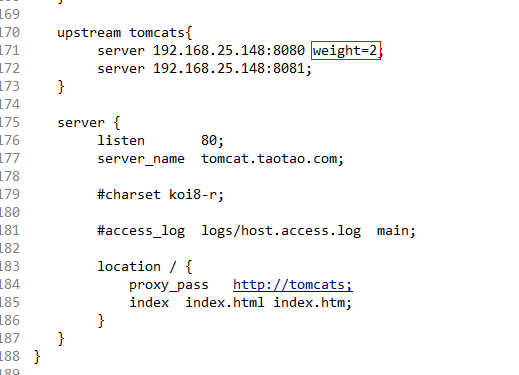 169
170 upstream tomcats{
171 server 192.168.25.148:8080 weight=2;
172 server 192.168.25.148:8081;
173 }
174
175 server {
176 listen 80;
177 server_name tomcat.taotao.com;
178
179 #charset koi8-r;
180
181 #access_log logs/host.access.log main;
182
183 location / {
184 proxy_pass http://tomcats;
185 index index.html index.htm;
186 }
187 }
188 }
189